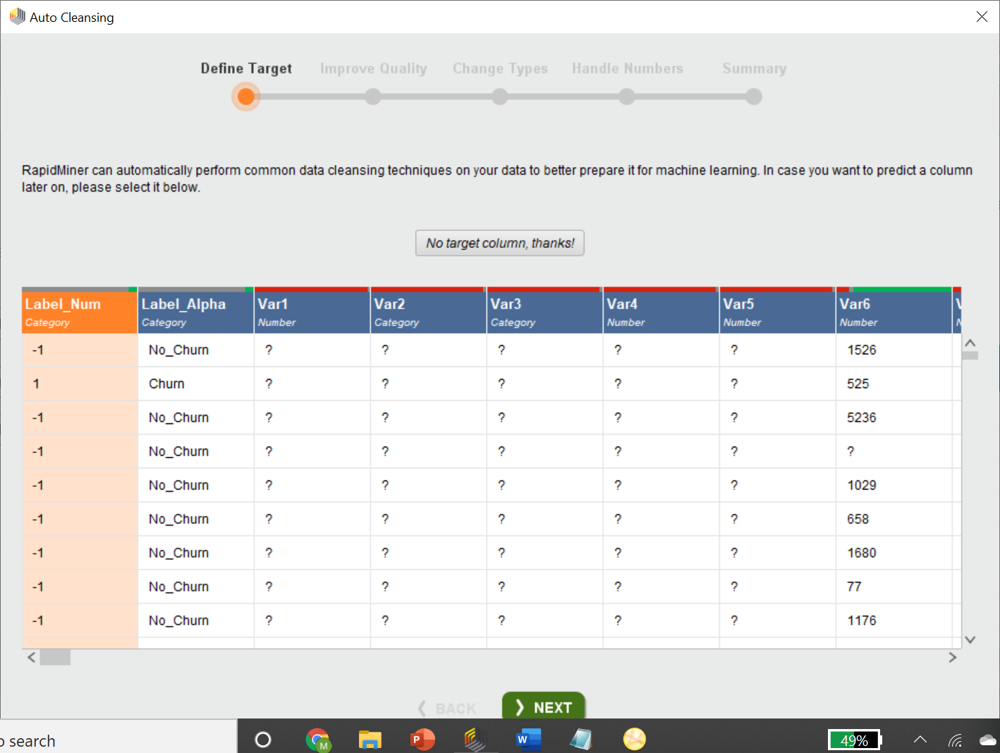 Auto Cleansing
Define Target Improve Quality Change Types Handle Numbers Summary
RapidMiner can automatically perform common data cleansing techniques on your data to better prepare it for machine learning. In case you want to predict a column
later on, please select it below.
No target column, thanks!
Label_Num Label_Alpha Var1 Var2 Var3 Var4 Var5 Var6
Category Category Number Category Category Number Number Number
-1 No_Churn ? ? ? ? ? 1526
1 Churn ? ? ? ? ? 525
-1 No_Churn ? ? ? ? ? 5236
-1 No_Churn ? ? ? ? ? ?
-1 No_Churn ? ? ? ? ? 1029
-1 No_Churn ? ? ? ? ? 658
-1 No_Churn ? ? ? ? ? 1680
-1 No_Churn ? ? ? ? ? 77
-1 No_Churn ? ? ? ? ? 1176
BACK NEXT
o search M P W 49%